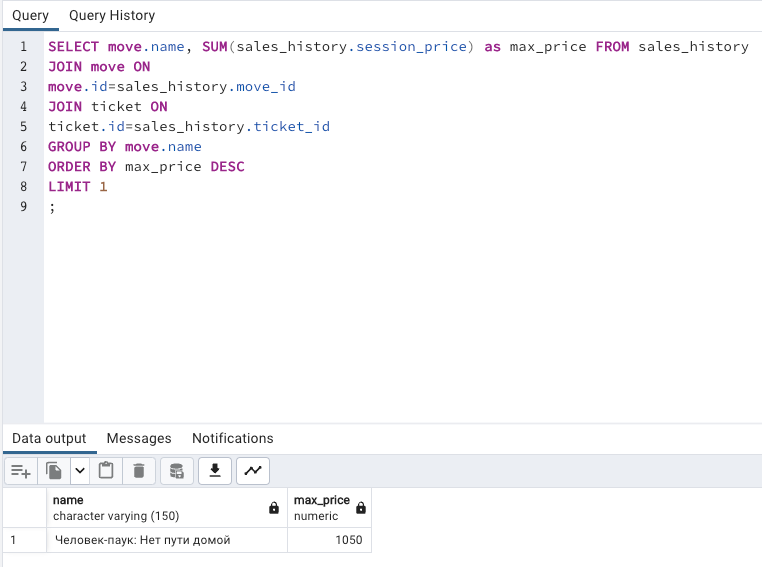 Query Query History
1 SELECT move.name, SUM(sales_history.session_price) as max_price FROM sales_history
2 JOIN move ON
3 move.id=sales_history.move_id
4 JOIN ticket ON
5 ticket.id=sales_history.ticket_id
6 GROUP BY move.name
7 ORDER BY max_price DESC
8 LIMIT 1
9 ;
Data output Messages Notifications
name max_price
character varying (150) numeric
1 Человек-паук: Нет пути домой 1050